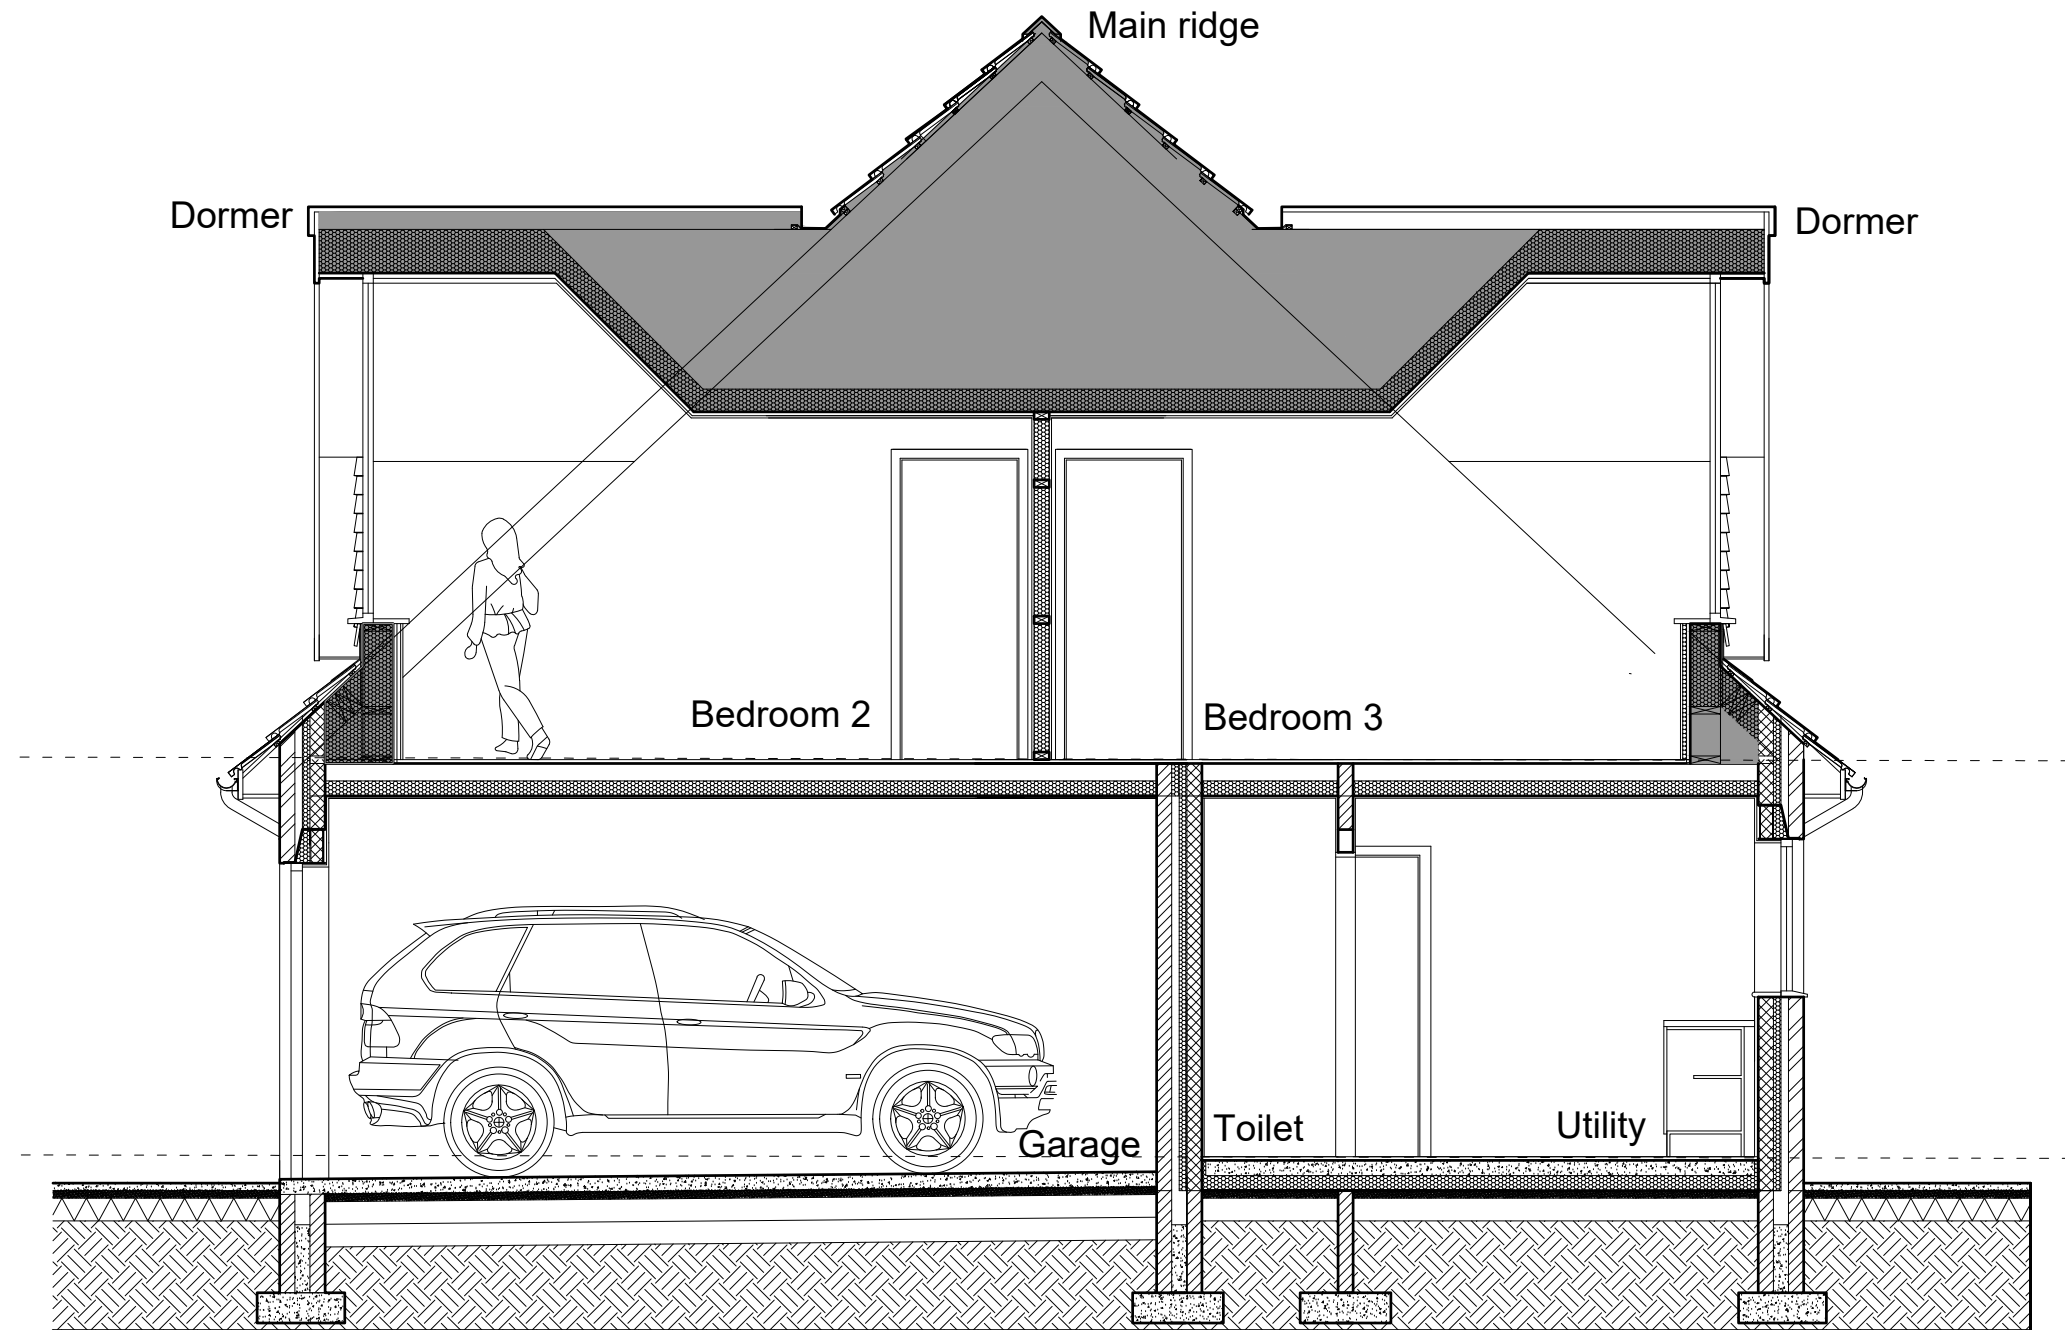 Main ridge
Dormer
Dormer
Bedroom 2
Bedroom 3
Garage
Toilet
Utility